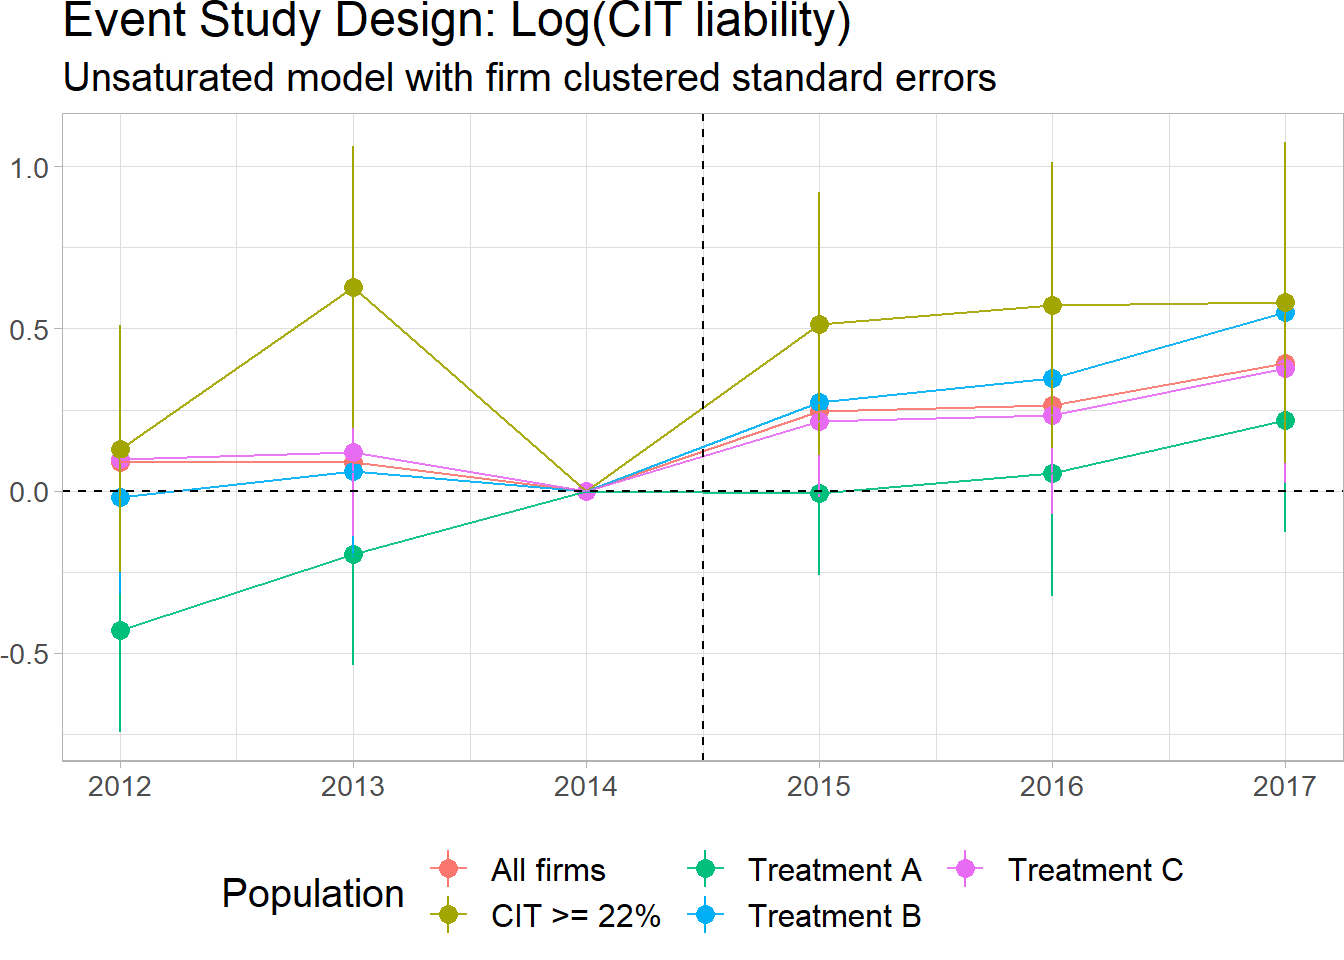 Event Study Design: Log(CIT liability)
Unsaturated model with firm clustered standard errors
1.0
0.5
0.0
-0.5
2012 2013 2014 2015 2016 2017
Population
All firms Treatment A Treatment C
CIT >= 22% Treatment B